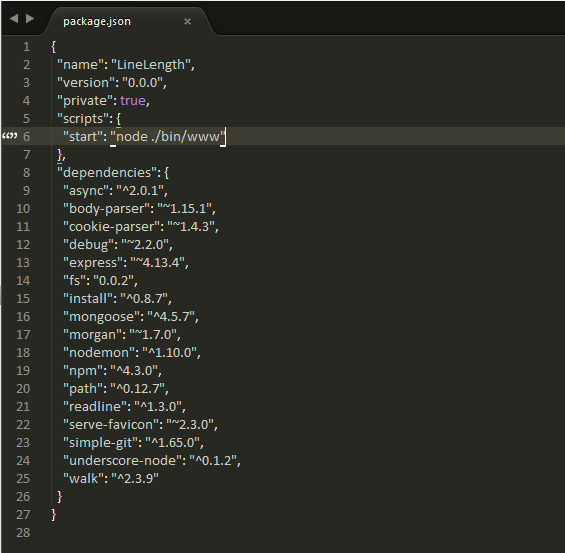 package.json
1 {
2 "name": "LineLength",
3 "version": "0.0.0",
4 "private": true,
5 "scripts": {
6 "start": "node ./bin/www"
7 },
8 "dependencies": {
9 "async": "^2.0.1",
10 "body-parser": "~1.15.1",
11 "cookie-parser": "~1.4.3",
12 "debug": "~2.2.0",
13 "express": "~4.13.4",
14 "fs": "0.0.2",
15 "install": "^0.8.7",
16 "mongoose": "^4.5.7",
17 "morgan": "~1.7.0",
18 "nodemon": "^1.10.0",
19 "npm": "^4.3.0",
20 "path": "^0.12.7",
21 "readline": "^1.3.0",
22 "serve-favicon": "~2.3.0",
23 "simple-git": "^1.65.0",
24 "underscore-node": "^0.1.2",
25 "walk": "^2.3.9"
26 }
27 }
28